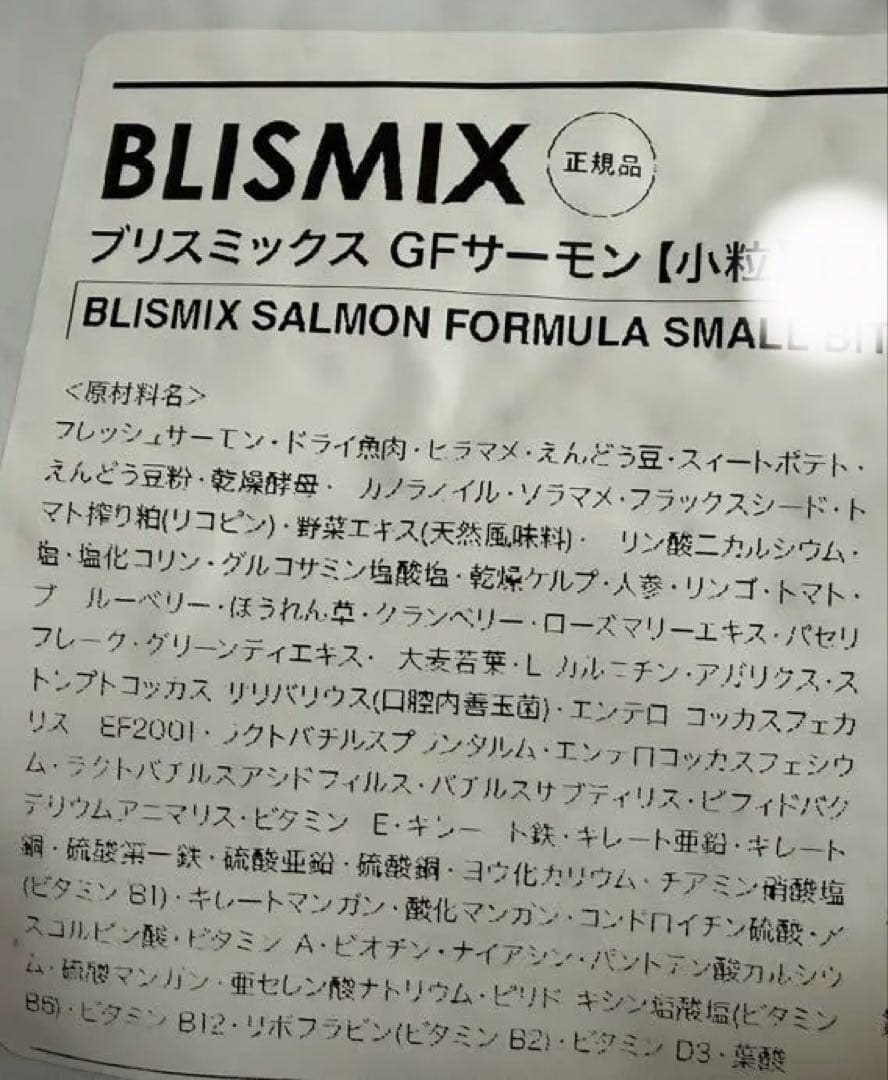 BLISMIX 正規品
ブリスミックス GFサーモン【小粒】
BLISMIX SALMON FORMULA SMALL BIT
<原材料名>
フレッシュサーモン・ドライ魚肉・ヒラマメ・えんどう豆・スィートポテト・
えんどう豆粉・乾燥酵母・ カノラオイル・ソラマメ・フラックスシード・ト
マト搾り粕(リコピン)・野菜エキス(天然風味料)・ リン酸二カルシウム・
塩・塩化コリン・グルコサミン塩酸塩・乾燥ケルプ・人参・リンゴ・トマト・
ブ ルーベリー・ほうれん草・クランベリー・ローズマリーエキス・パセリ
フレーク・グリーンティエキス・ 大麦若葉・L カルニチン・アガリクス・ス
トレプトコッカス サリバリウス(口腔内善玉菌)・エンテロ コッカスフェカ
リス EF2001・ラクトバチルスプランタルム・エンテロコッカスフェシウ
ム・ラクトバチルスアシドフィルス・バチルスサブティリス・ビフィドバク
テリウムアニマリス・ビタミン E・キレー ト鉄・キレート亜鉛・キレート
銅・硫酸第一鉄・硫酸亜鉛・硫酸銅・ヨウ化カリウム・チアミン硝酸塩
(ビタミン B1)・キレートマンガン・酸化マンガン・コンドロイチン硫酸・ア
スコルビン酸・ビタミン A・ビオチン・ナイアシン・パントテン酸カルシウ
ム・硫酸マンガン・亜セレン酸ナトリウム・ピリド キシン塩酸塩(ビタミン
B6)・ビタミン B12・リボフラビン(ビタミン B2)・ビタミン D3・葉酸